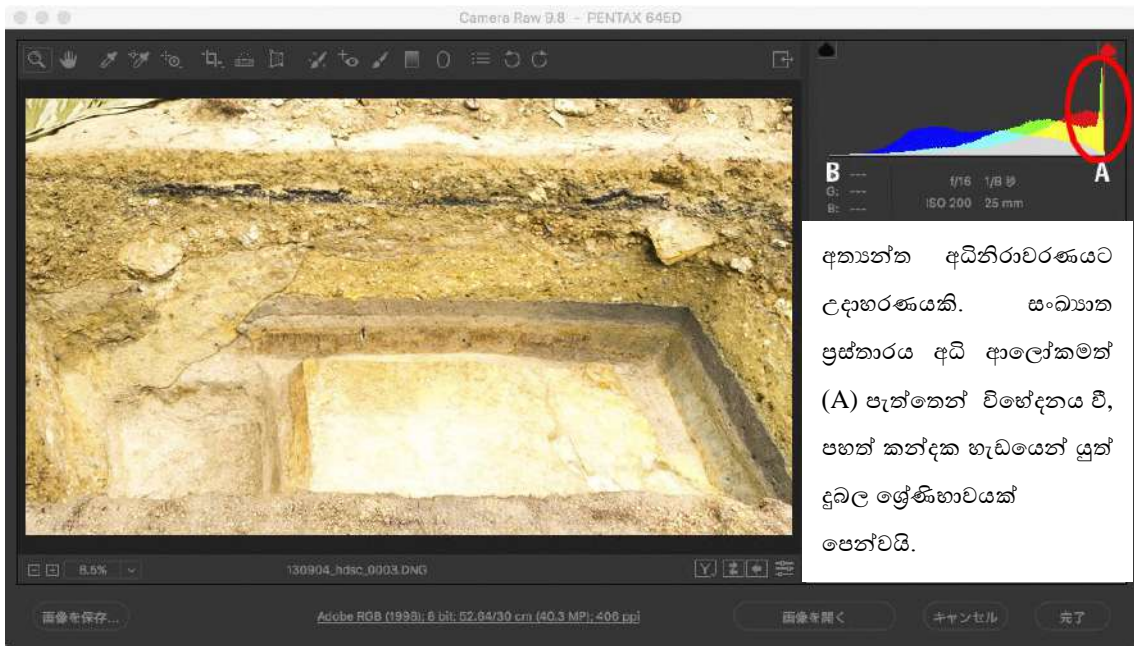 Camera Raw 9.8 - PENTAX 645D
B ---
G: ---
B: ---
A
f/16 1/8 秒
ISO 200 25 mm
අත්‍යන්ත අධිනිරාවරණයට
උදාහරණයකි. සංඛ්‍යාත
ප්‍රස්තාරය අධි ආලෝකමත්
(A) පැත්තෙන් විභේදනය වී,
පහත් කන්දක හැඩයෙන් යුත්
දුබල ශ්‍රේණිභාවයක්
පෙන්වයි.
8.5%
130904_hdsc_0003.DNG
Y
画像を保存...
Adobe RGB (1998); 8 bit; 52.64/30 cm (40.3 MP); 406 ppi
画像を開く
キャンセル
完了